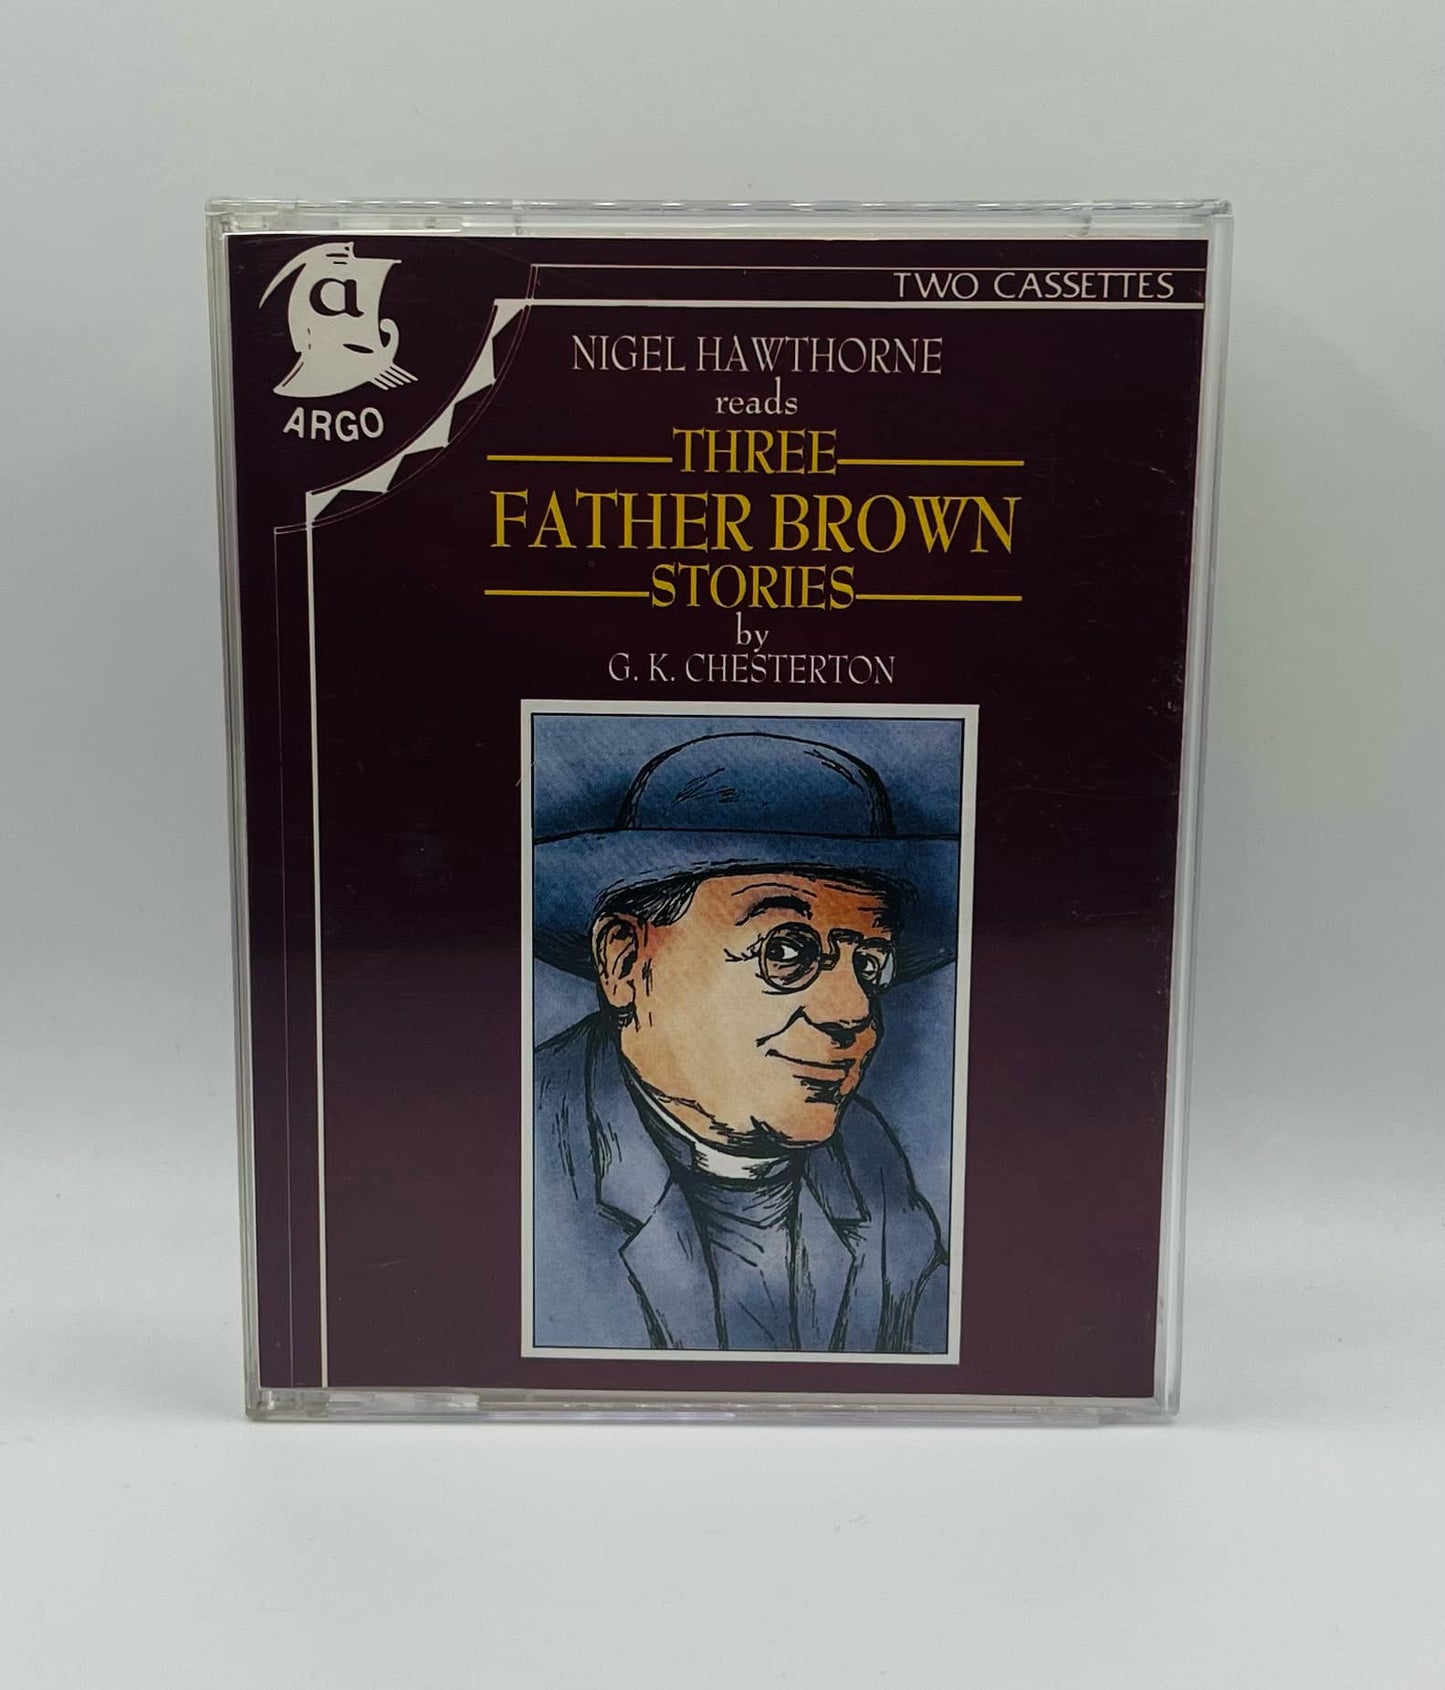 a
ARGO
TWO CASSETTES
NIGEL HAWTHORNE
reads
THREE
FATHER BROWN
STORIES
by
G. K. CHESTERTON